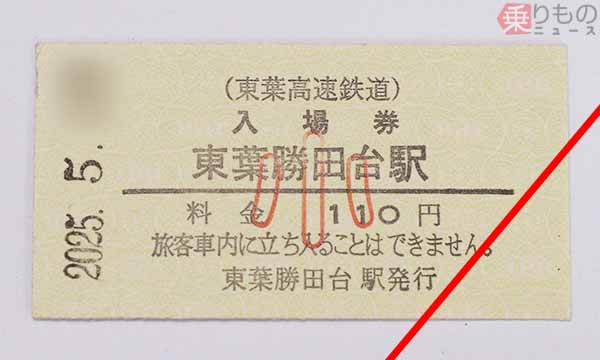 乗りもの
ニュース
(東葉高速鉄道)
入場券
東葉勝田台駅
小
料金 110円
旅客車内に立ち入ることはできません。
東葉勝田台駅発行
2025. 5.